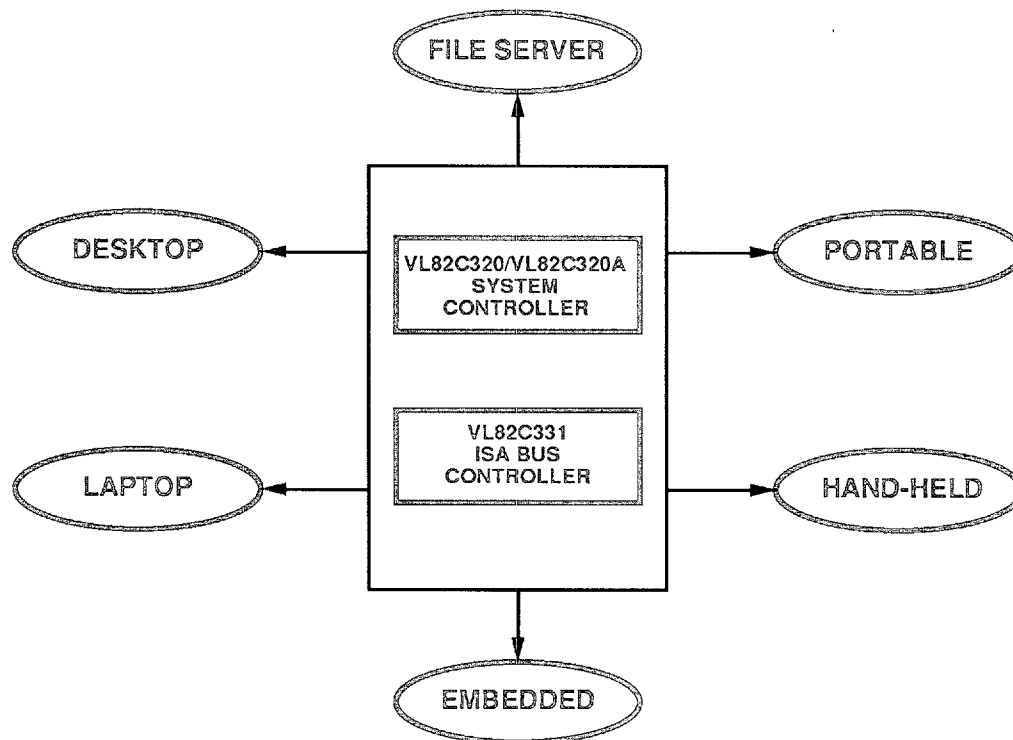 FILE SERVER
DESKTOP
VL82C320/VL82C320A
SYSTEM
CONTROLLER
PORTABLE
LAPTOP
VL82C331
ISA BUS
CONTROLLER
HAND-HELD
EMBEDDED